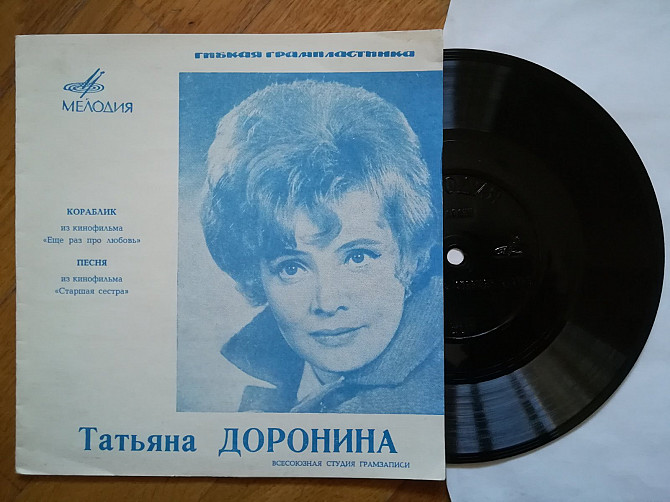 ГИБКАЯ ГРАМПЛАСТИНКА
МЕЛОДИЯ
КОРАБЛИК
из кинофильма
«Еще раз про любовь»
ПЕСНЯ
из кинофильма
«Старшая сестра»
Татьяна ДОРОНИНА
ВСЕСОЮЗНАЯ СТУДИЯ ГРАМЗАПИСИ